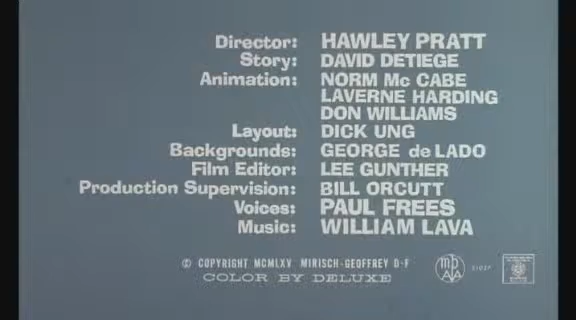 Director: HAWLEY PRATT
Story: DAVID DETIEGE
Animation: NORM Mc CABE
LAVERNE HARDING
DON WILLIAMS
Layout: DICK UNG
Backgrounds: GEORGE de LADO
Film Editor: LEE GUNTHER
Production Supervision: BILL ORCUTT
Voices: PAUL FREES
Music: WILLIAM LAVA
© COPYRIGHT MCMLXV MIRISCH-GEOFFREY D-F
COLOR BY DELUXE